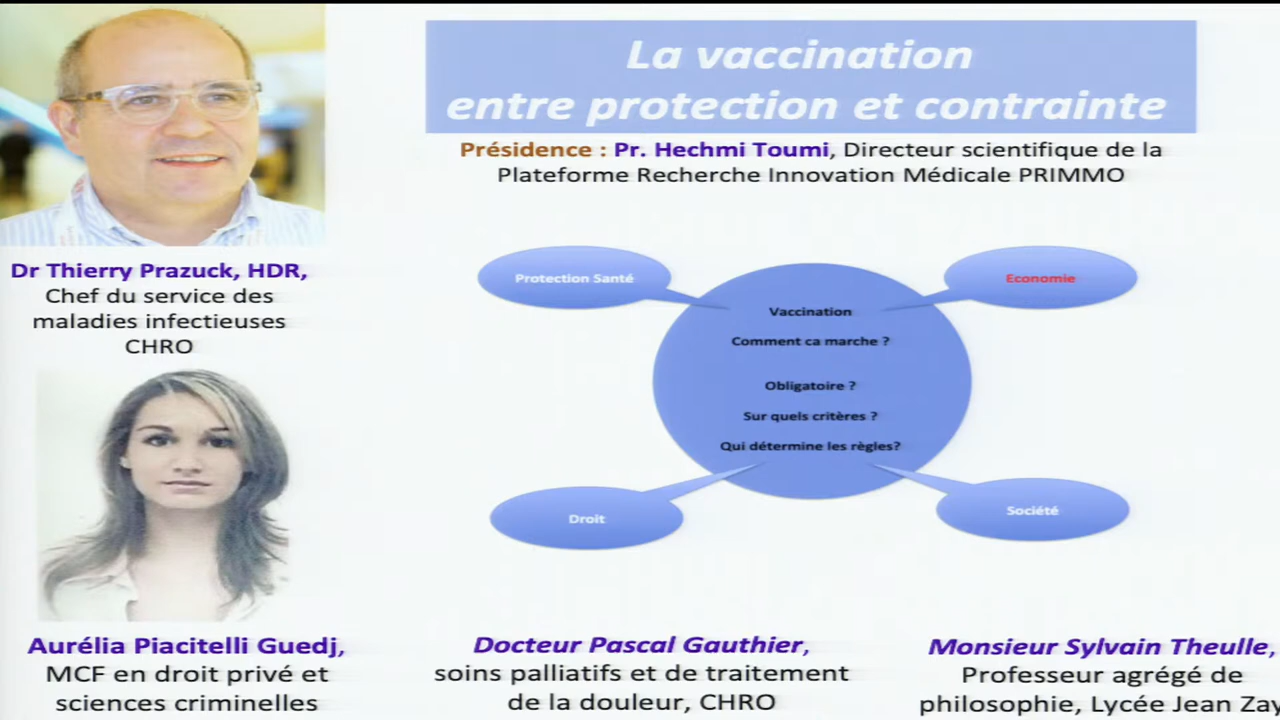 La vaccination
entre protection et contrainte
Présidence : Pr. Hechmi Toumi, Directeur scientifique de la
Plateforme Recherche Innovation Médicale PRIMMO
Dr Thierry Prazuck, HDR,
Chef du service des
maladies infectieuses
CHRO
Protection Santé
Economie
Vaccination
Comment ca marche ?
Obligatoire ?
Sur quels critères ?
Qui détermine les règles?
Droit
Société
Aurélia Piacitelli Guedj,
MCF en droit privé et
sciences criminelles
Docteur Pascal Gauthier,
soins palliatifs et de traitement
de la douleur, CHRO
Monsieur Sylvain Theulle,
Professeur agrégé de
philosophie, Lycée Jean Zay